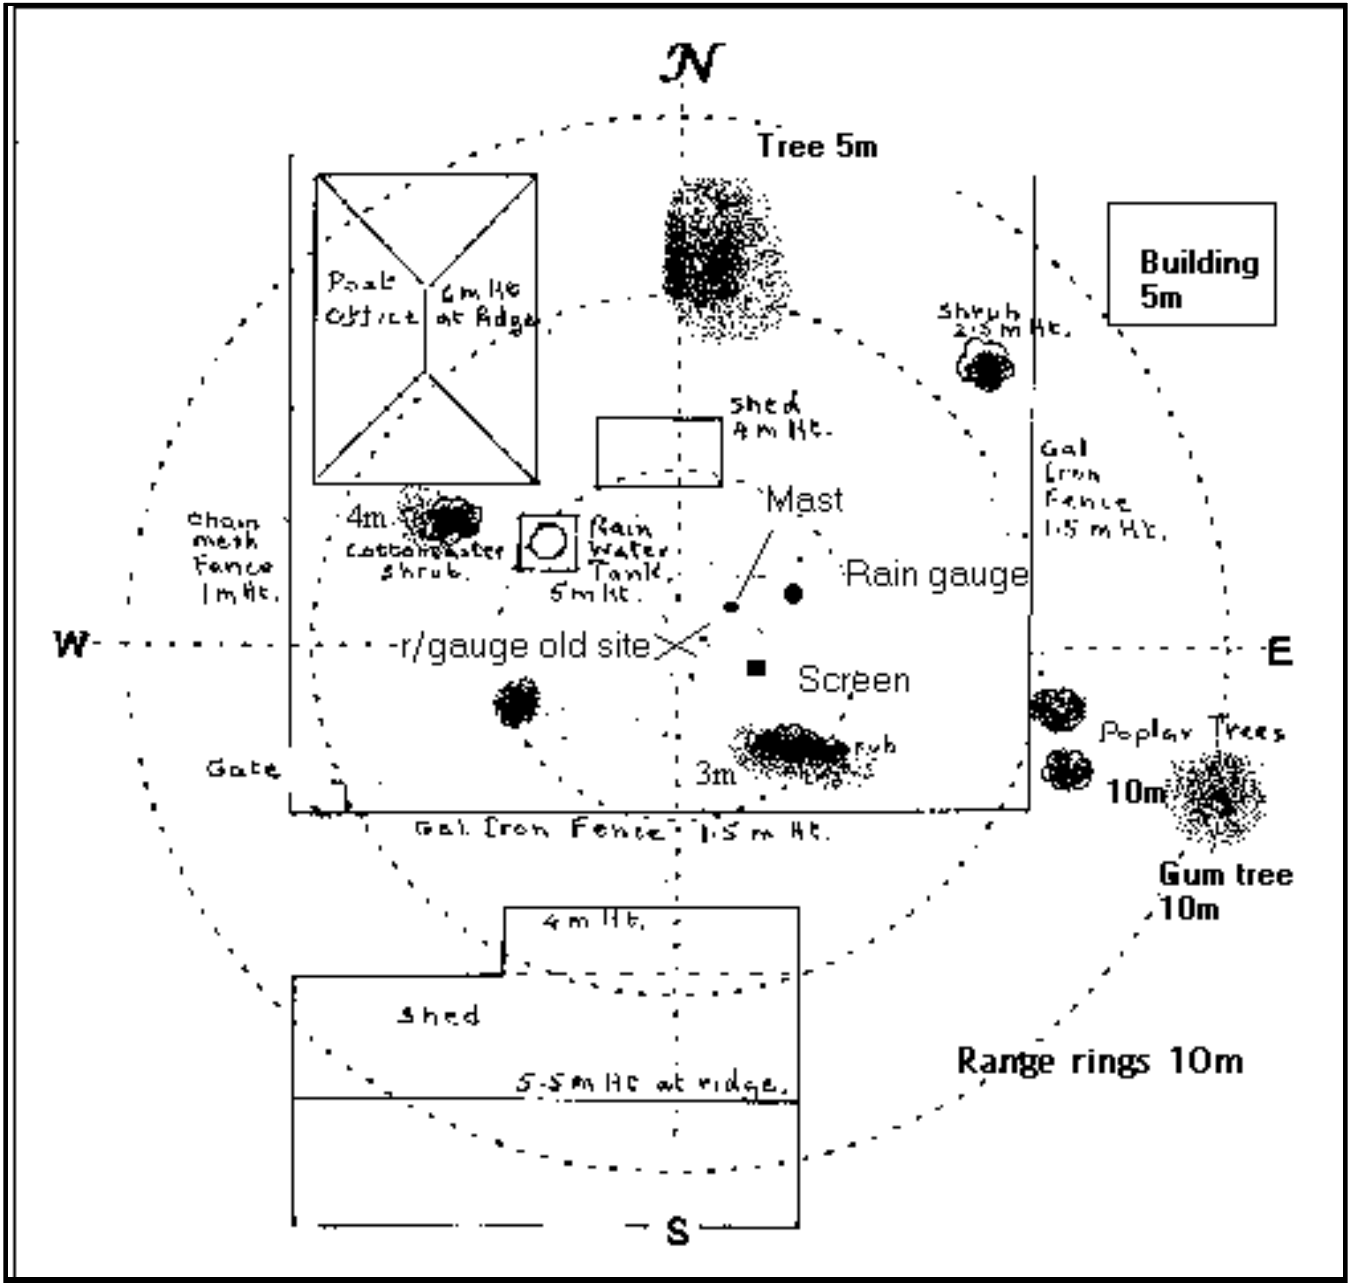 N
Tree 5m
Building
5m
Post
Office
6m Ht
at Ridge
Shrub
2.5m Ht.
Shed
4m Ht.
Gal
Iron
Fence
1.5m Ht.
Mast
Chain
mesh
Fence
1m Ht.
4m
Cottoneaster
shrub.
Rain
Water
Tank.
5m Ht.
Rain gauge
W
r/gauge old site
E
Screen
3m
Poplar Trees
10m
Gate
Gal Iron Fence 1.5m Ht.
Gum tree
10m
4m Ht.
Shed
5.5m Ht at ridge.
Range rings 10m
S